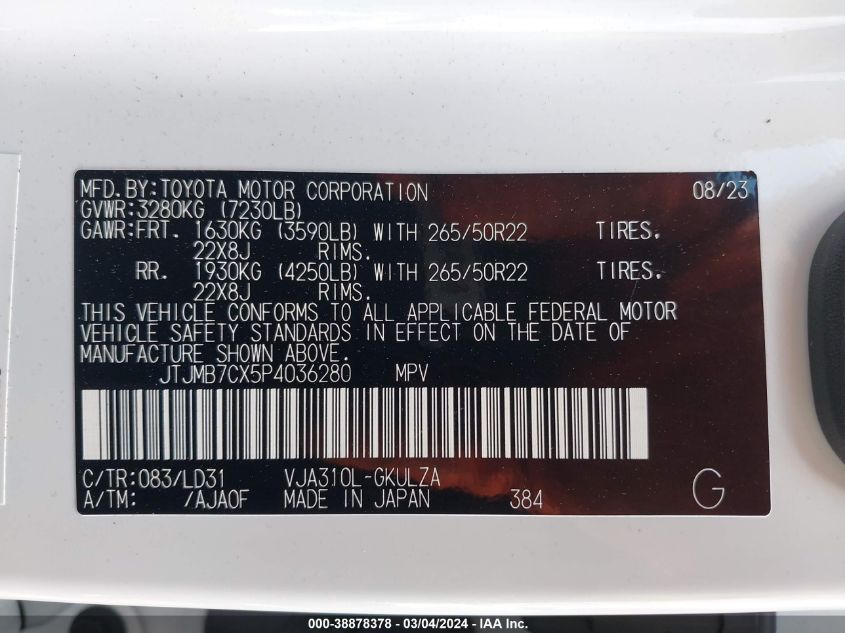 MFD.BY:TOYOTA MOTOR CORPORATION 08/23
GVWR:3280KG (7230LB)
GAWR:FRT. 1630KG (3590LB) WITH 265/50R22 TIRES.
22X8J RIMS.
RR. 1930KG (4250LB) WITH 265/50R22 TIRES.
22X8J RIMS.
THIS VEHICLE CONFORMS TO ALL APPLICABLE FEDERAL MOTOR
VEHICLE SAFETY STANDARDS IN EFFECT ON THE DATE OF
MANUFACTURE SHOWN ABOVE.
JTJMB7CX5P4036280 MPV
C/TR:083/LD31 VJA310L-GKULZA
A/TM: /AJA0F MADE IN JAPAN 384 G
000-38878378 - 03/04/2024 - IAA Inc.